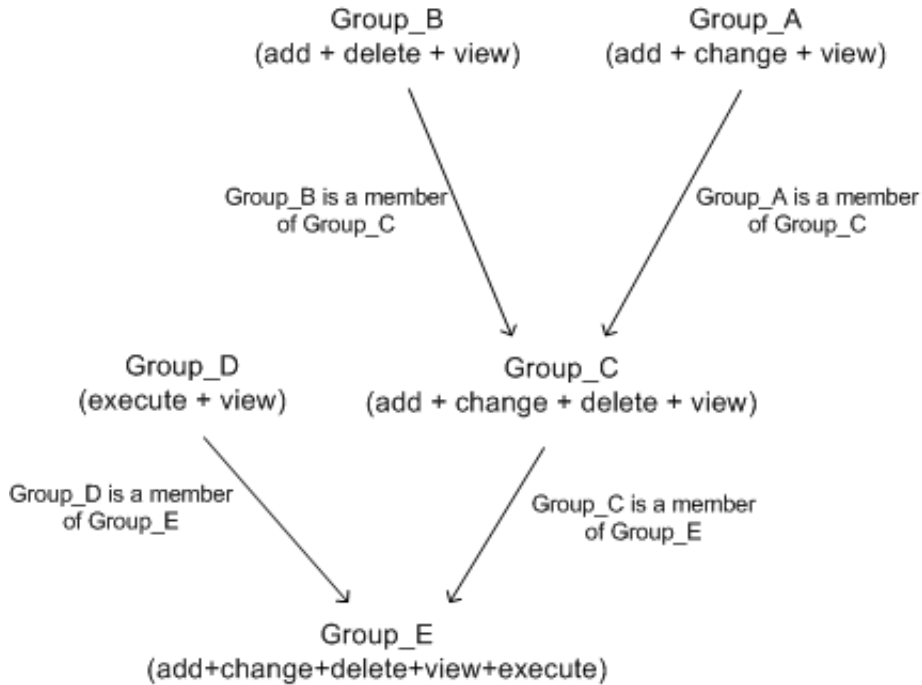 Group_B
(add + delete + view)
Group_A
(add + change + view)
Group_B is a member
of Group_C
Group_A is a member
of Group_C
Group_D
(execute + view)
Group_C
(add + change + delete + view)
Group_D is a member
of Group_E
Group_C is a member
of Group_E
Group_E
(add+change+delete+view+execute)